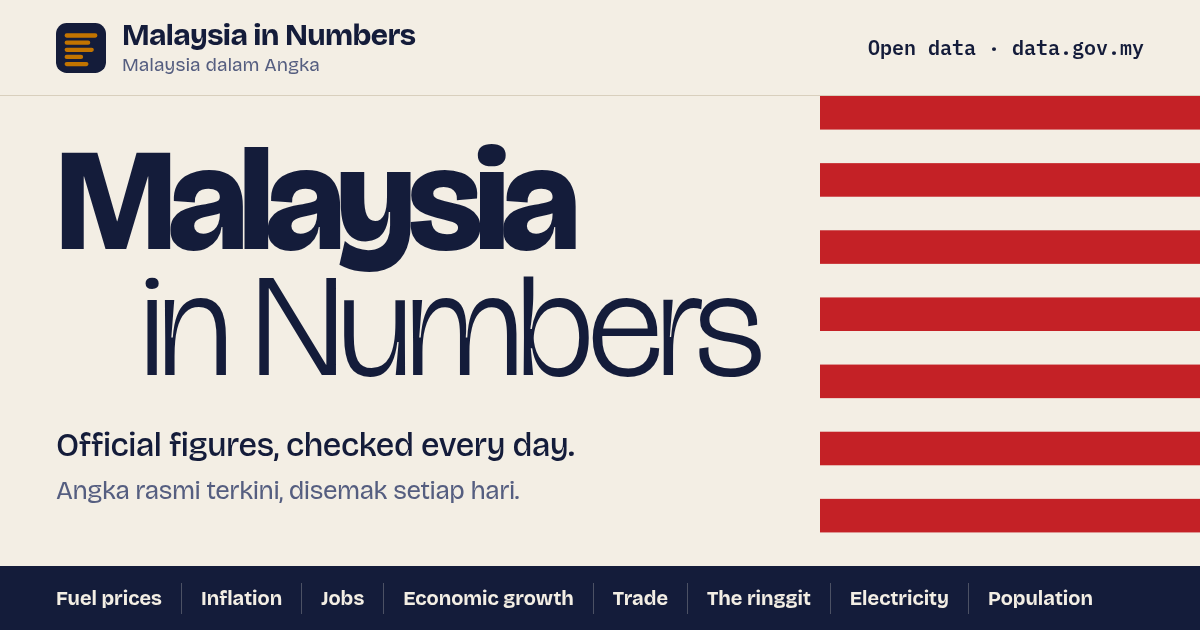 Malaysia in Numbers
Malaysia dalam Angka
Open data · data.gov.my
Malaysia
in Numbers
Official figures, checked every day.
Angka rasmi terkini, disemak setiap hari.
Fuel prices Inflation Jobs Economic growth Trade The ringgit Electricity Population